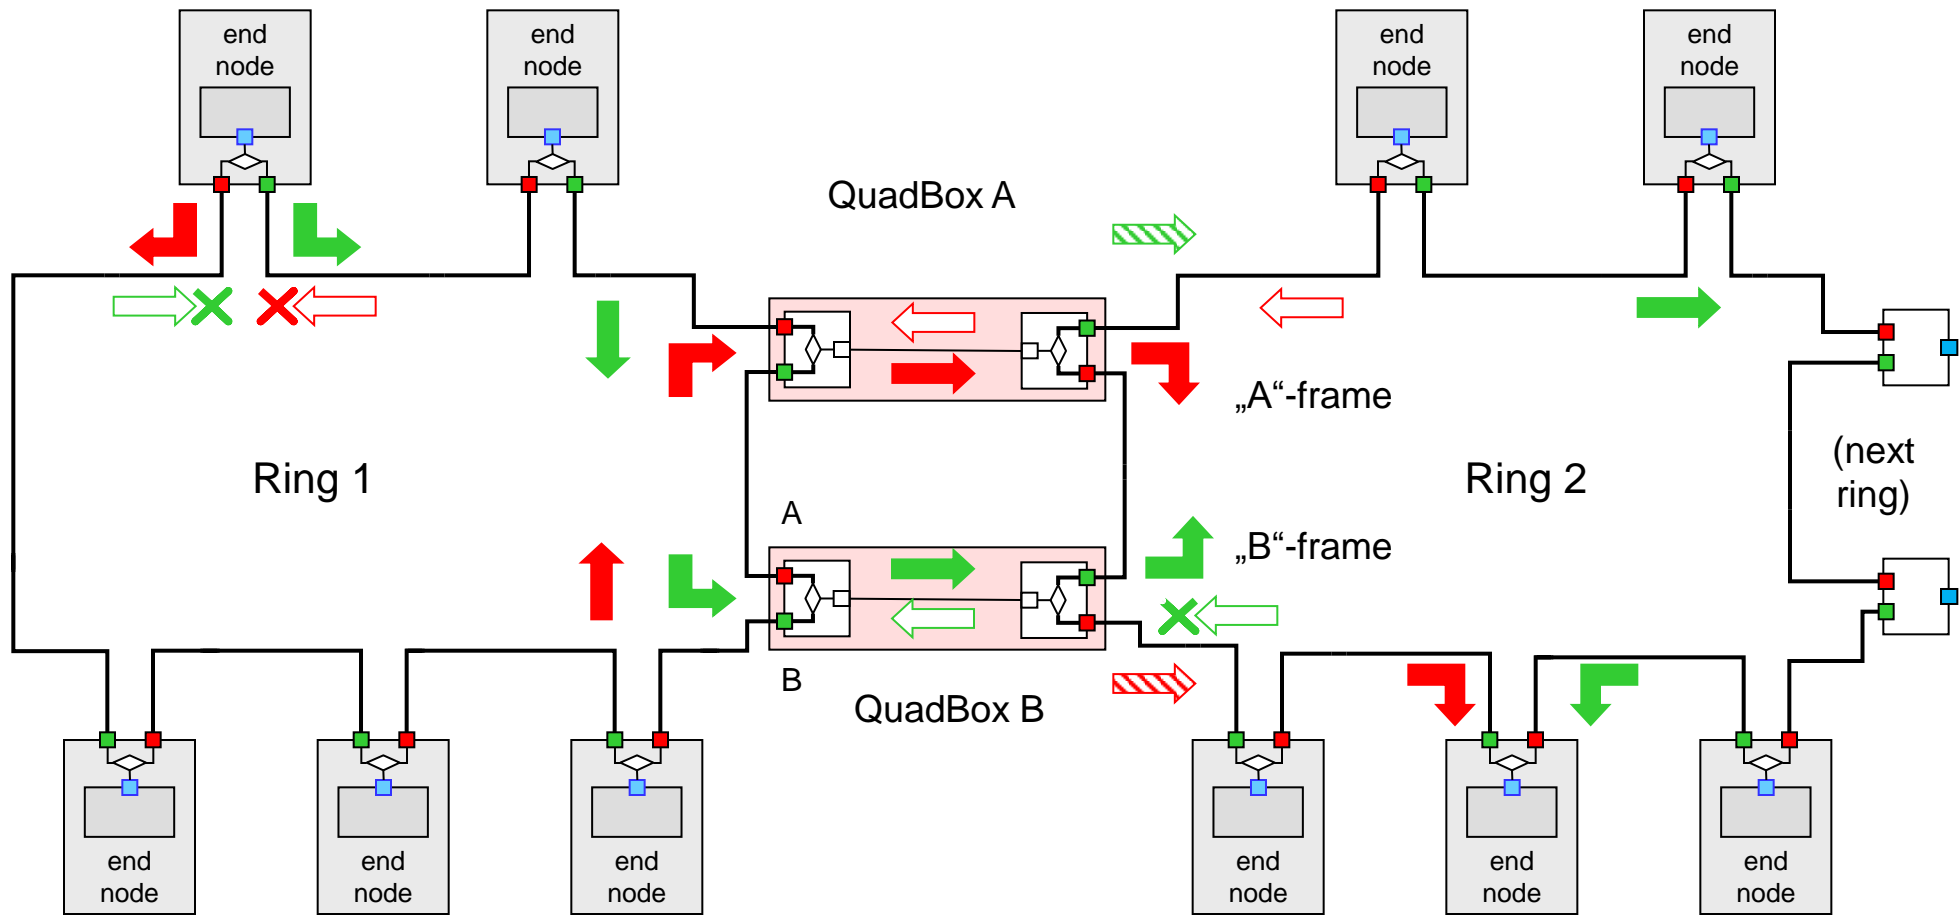 end
node
end
node
end
node
end
node
QuadBox A
„A“-frame
Ring 1
Ring 2
(next
ring)
A
„B“-frame
B
QuadBox B
end
node
end
node
end
node
end
node
end
node
end
node